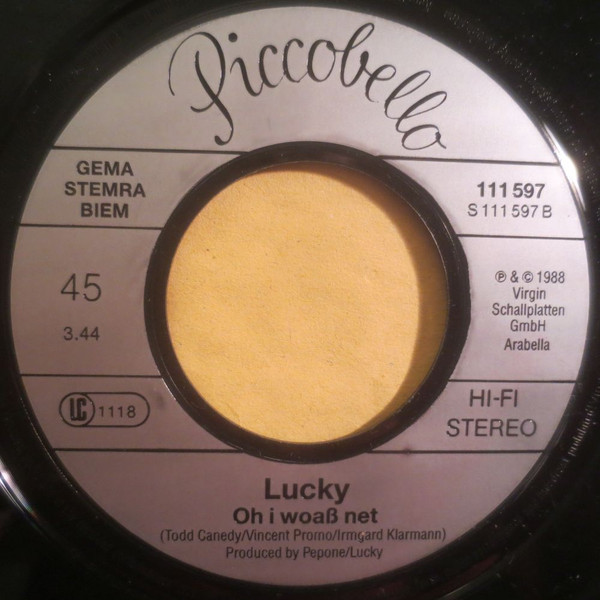 Piccobello
GEMA
STEMRA
BIEM
111 597
S 111 597 B
45
3.44
℗ & © 1988
Virgin
Schallplatten
GmbH
Arabella
LC 1118
HI-FI
STEREO
Lucky
Oh i woaß net
(Todd Canedy/Vincent Promo/Irmgard Klarmann)
Produced by Pepone/Lucky